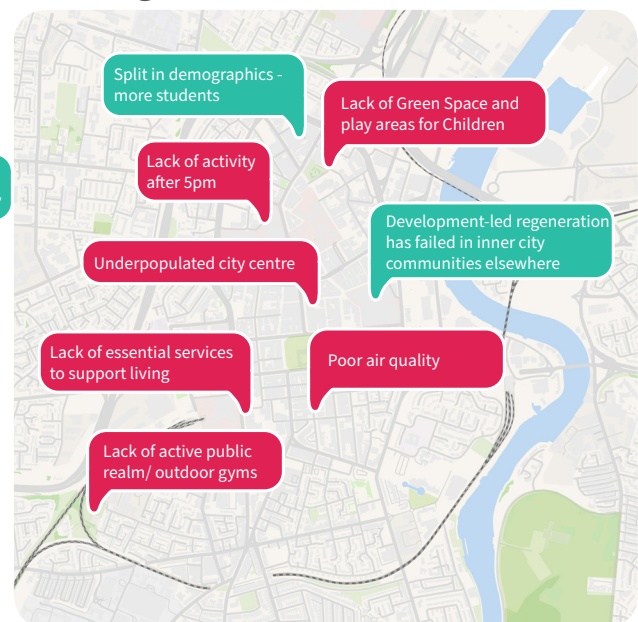 Split in demographics -
more students
Lack of Green Space and
play areas for Children
Lack of activity
after 5pm
Development-led regeneration
has failed in inner city
communities elsewhere
Underpopulated city centre
Lack of essential services
to support living
Poor air quality
Lack of active public
realm/ outdoor gyms